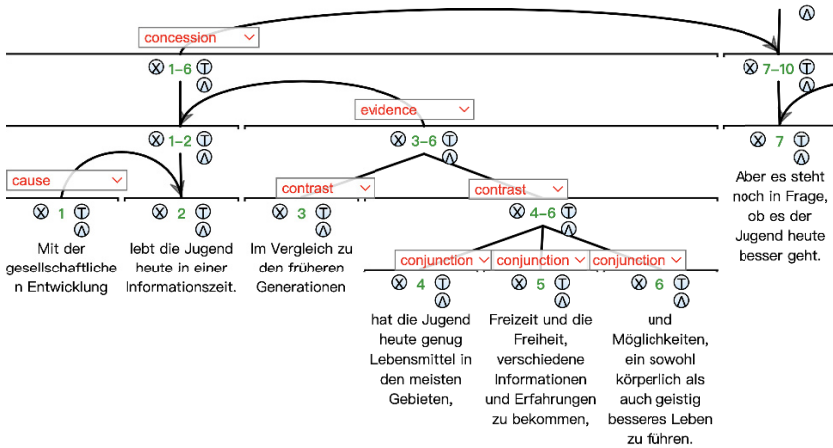 concession
1-6
7-10
evidence
1-2
3-6
7
cause
contrast
contrast
1
2
3
4-6
Aber es steht
noch in Frage,
ob es der
Jugend heute
besser geht.
Mit der
gesellschaftliche
n Entwicklung
lebt die Jugend
heute in einer
Informationszeit.
Im Vergleich zu
den früheren
Generationen
conjunction
conjunction
conjunction
4
5
6
hat die Jugend
heute genug
Lebensmittel in
den meisten
Gebieten,
Freizeit und die
Freiheit,
verschiedene
Informationen
und Erfahrungen
zu bekommen,
und
Möglichkeiten,
ein sowohl
körperlich als
auch geistig
besseres Leben
zu führen.